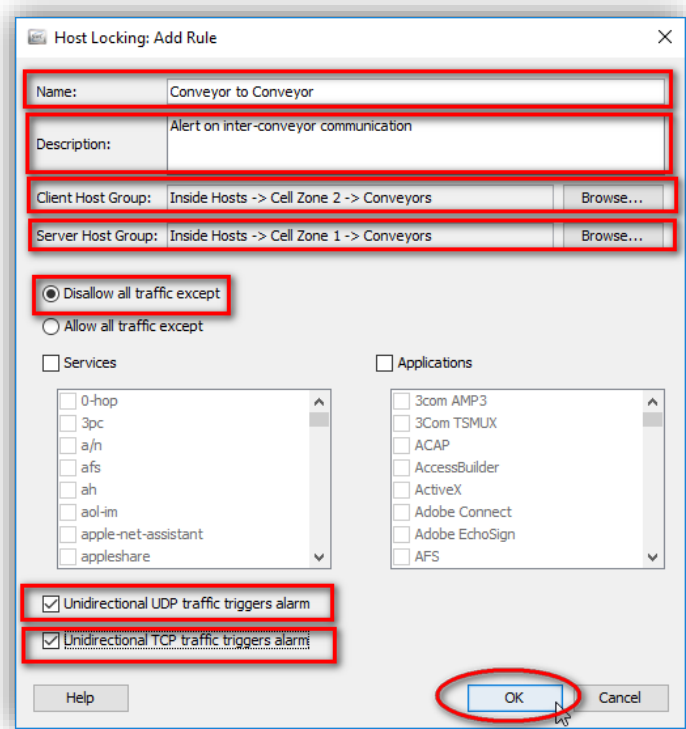 Host Locking: Add Rule
Name: Conveyor to Conveyor
Description: Alert on inter-conveyor communication
Client Host Group: Inside Hosts -> Cell Zone 2 -> Conveyors Browse...
Server Host Group: Inside Hosts -> Cell Zone 1 -> Conveyors Browse...
Disallow all traffic except
Allow all traffic except
Services
0-hop
3pc
a/n
afs
ah
aol-im
apple-net-assistant
appleshare
Applications
3com AMP3
3Com TSMUX
ACAP
AccessBuilder
ActiveX
Adobe Connect
Adobe EchoSign
AFS
Unidirectional UDP traffic triggers alarm
Unidirectional TCP traffic triggers alarm
Help OK Cancel